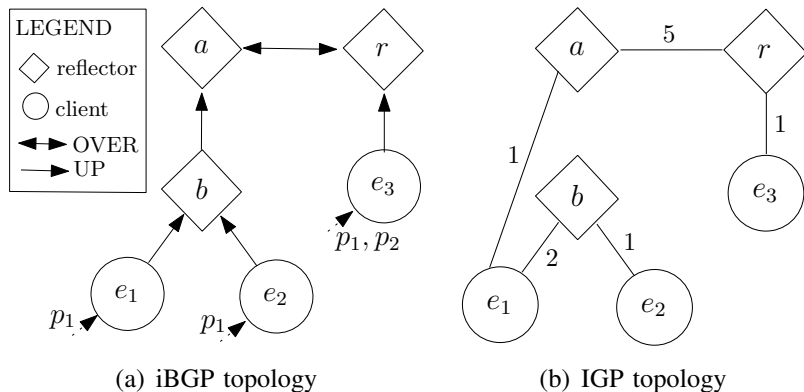 LEGEND
reflector
client
OVER
UP
a
r
b
e3
p1, p2
e1
e2
p1
p1
(a) iBGP topology
a
5
r
1
1
b
e3
2
1
e1
e2
(b) IGP topology